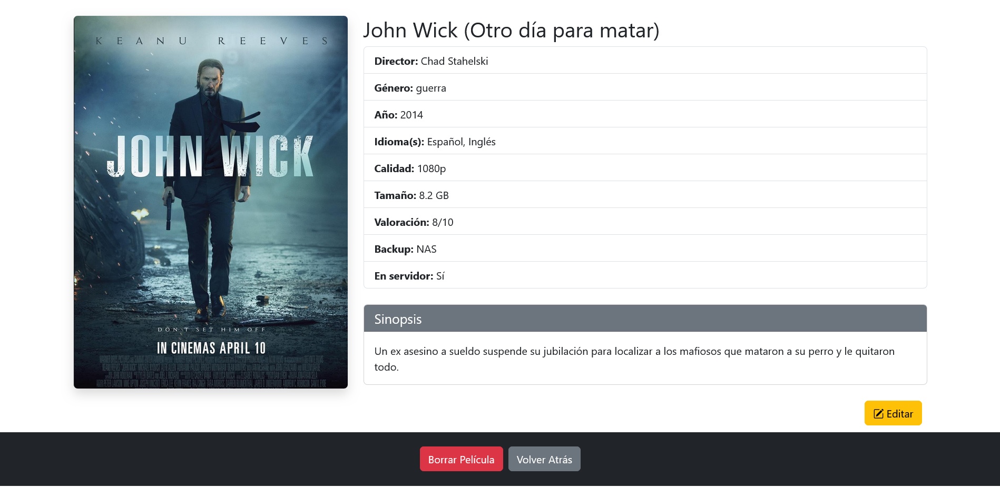 KEANU REEVES
JOHN WICK
DON'T SET HIM OFF
IN CINEMAS APRIL 10
John Wick (Otro día para matar)
Director: Chad Stahelski
Género: guerra
Año: 2014
Idioma(s): Español, Inglés
Calidad: 1080p
Tamaño: 8.2 GB
Valoración: 8/10
Backup: NAS
En servidor: Sí
Sinopsis
Un ex asesino a sueldo suspende su jubilación para localizar a los mafiosos que mataron a su perro y le quitaron
todo.
Editar
Borrar Película
Volver Atrás